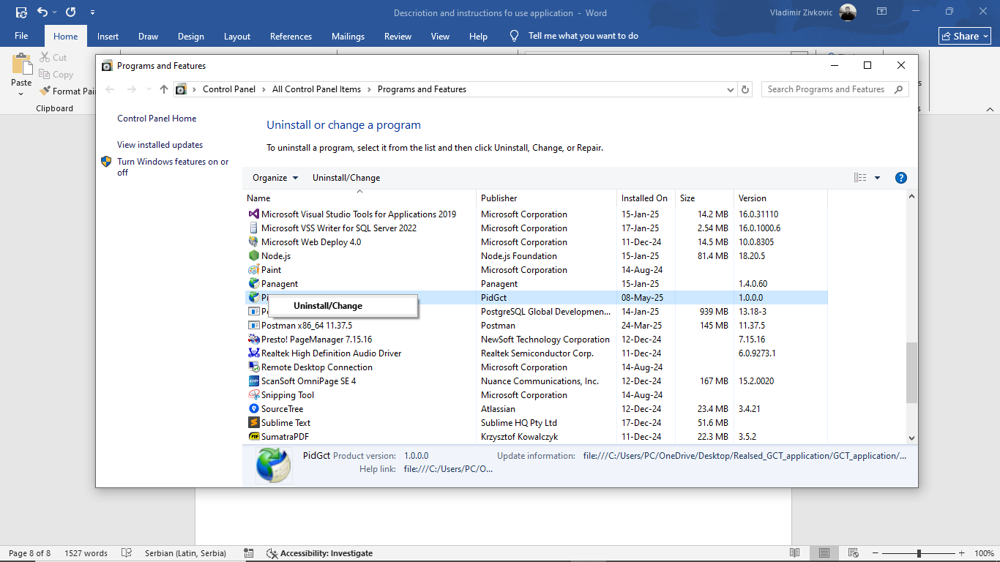 Descriotion and instructions fo use application - Word
Vladimir Zivkovic
File Home Insert Draw Design Layout References Mailings Review View Help Tell me what you want to do Share
Cut
Copy
Paste
Clipboard
Programs and Features
Control Panel > All Control Panel Items > Programs and Features
Search Programs and Features
Control Panel Home
View installed updates
Turn Windows features on or
off
Uninstall or change a program
To uninstall a program, select it from the list and then click Uninstall, Change, or Repair.
Organize Uninstall/Change
Name Publisher Installed On Size Version
Microsoft Visual Studio Tools for Applications 2019 Microsoft Corporation 15-Jan-25 14.2 MB 16.0.31110
Microsoft VSS Writer for SQL Server 2022 Microsoft Corporation 17-Jan-25 2.54 MB 16.0.1000.6
Microsoft Web Deploy 4.0 Microsoft Corporation 11-Dec-24 14.5 MB 10.0.8305
Node.js Node.js Foundation 15-Jan-25 81.4 MB 18.20.5
Paint Microsoft Corporation 14-Aug-24
Panagent Panagent 15-Jan-25 1.4.0.60
PidGct 08-May-25 1.0.0.0
Uninstall/Change
PostgreSQL Global Developmen... 14-Jan-25 939 MB 13.18-3
Postman x86_64 11.37.5 Postman 24-Mar-25 145 MB 11.37.5
Presto! PageManager 7.15.16 NewSoft Technology Corporation 12-Dec-24 7.15.16
Realtek High Definition Audio Driver Realtek Semiconductor Corp. 11-Dec-24 6.0.9273.1
Remote Desktop Connection Microsoft Corporation 14-Aug-24
ScanSoft OmniPage SE 4 Nuance Communications, Inc. 12-Dec-24 167 MB 15.2.0020
Snipping Tool Microsoft Corporation 14-Aug-24
SourceTree Atlassian 12-Dec-24 23.4 MB 3.4.21
Sublime Text Sublime HQ Pty Ltd 17-Dec-24 51.6 MB
SumatraPDF Krzysztof Kowalczyk 11-Dec-24 22.3 MB 3.5.2
PidGct Product version: 1.0.0.0 Update information: file:///C:/Users/PC/OneDrive/Desktop/Realsed_GCT_application/GCT_application/...
Help link: file:///C:/Users/PC/O...
Page 8 of 8 1527 words Serbian (Latin, Serbia) Accessibility: Investigate 100%